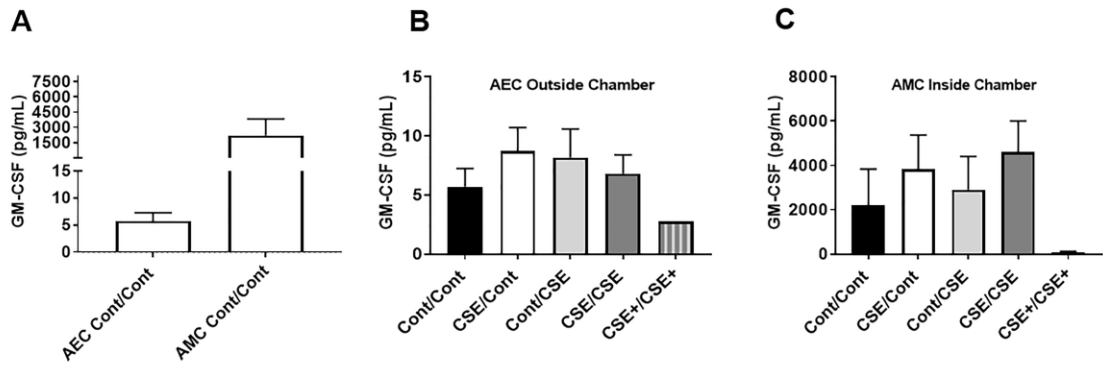 A
B
C
GM-CSF (pg/mL)
7500
6000
4500
3000
1500
15
10
5
0
AEC Cont/Cont
AMC Cont/Cont
AEC Outside Chamber
GM-CSF (pg/mL)
15
10
5
0
Cont/Cont
CSE/Cont
Cont/CSE
CSE/CSE
CSE+/CSE+
AMC Inside Chamber
GM-CSF (pg/mL)
8000
6000
4000
2000
0
Cont/Cont
CSE/Cont
Cont/CSE
CSE/CSE
CSE+/CSE+